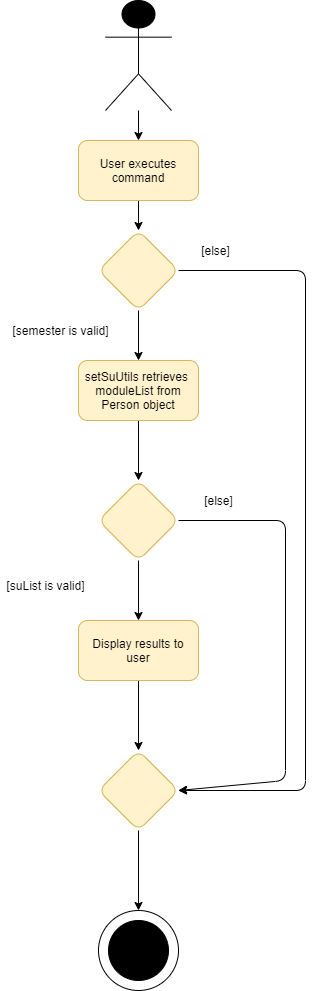 User executes
command
[else]
[semester is valid]
setSuUtils retrieves
moduleList from
Person object
[else]
[suList is valid]
Display results to
user